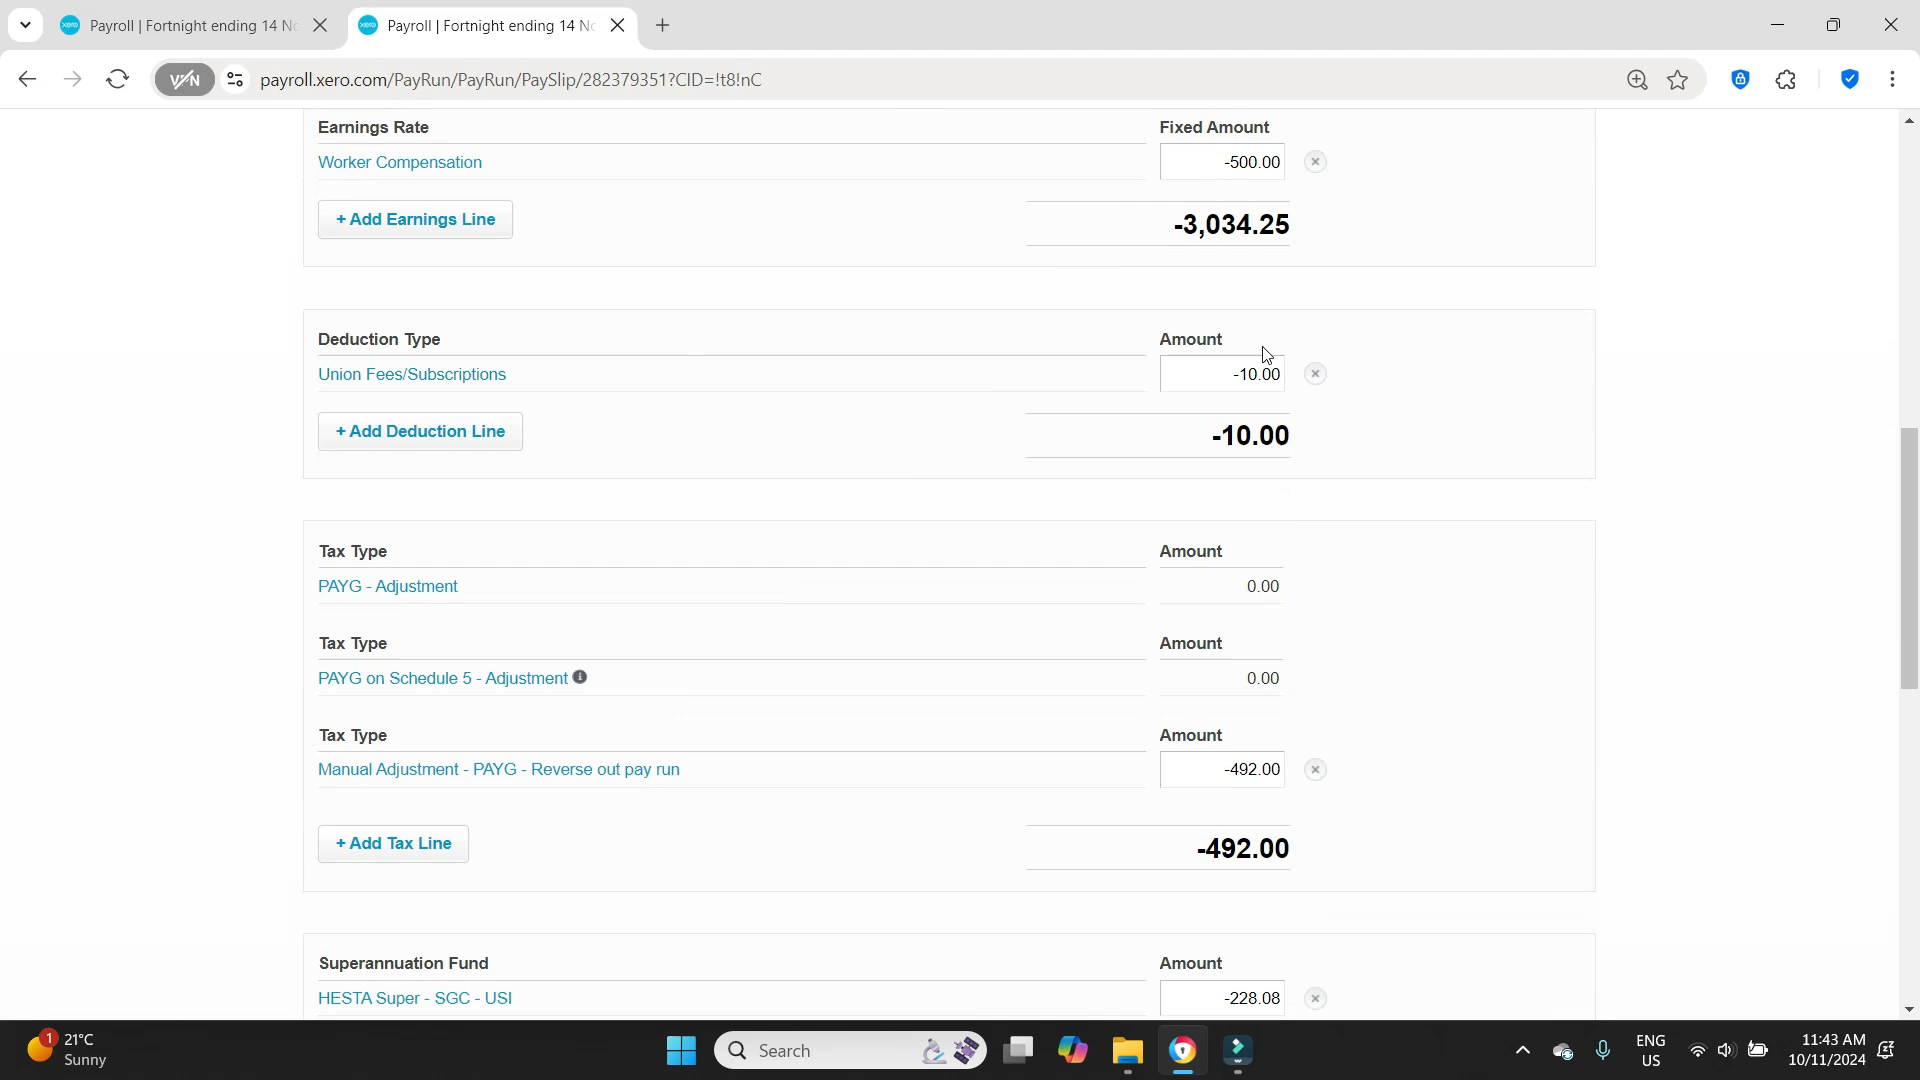 Payroll | Fortnight ending 14 No
Payroll | Fortnight ending 14 No
VPN
payroll.xero.com/PayRun/PayRun/PaySlip/282379351?CID=!t8!nC
Earnings Rate Fixed Amount
Worker Compensation -500.00
+ Add Earnings Line -3,034.25
Deduction Type Amount
Union Fees/Subscriptions -10.00
+ Add Deduction Line -10.00
Tax Type Amount
PAYG - Adjustment 0.00
Tax Type Amount
PAYG on Schedule 5 - Adjustment 0.00
Tax Type Amount
Manual Adjustment - PAYG - Reverse out pay run -492.00
+ Add Tax Line -492.00
Superannuation Fund Amount
HESTA Super - SGC - USI -228.08
1 21°C
Sunny
Search
ENG
US
11:43 AM
10/11/2024